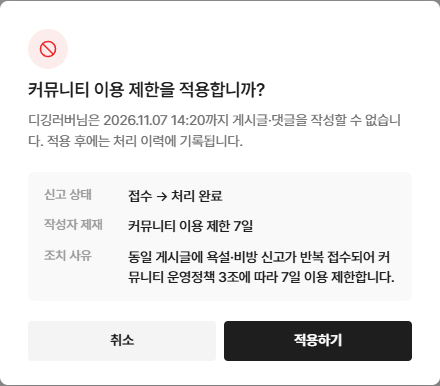 커뮤니티 이용 제한을 적용합니까?
디깅러버님은 2026.11.07 14:20까지 게시글·댓글을 작성할 수 없습니
다. 적용 후에는 처리 이력에 기록됩니다.
신고 상태 접수 → 처리 완료
작성자 제재 커뮤니티 이용 제한 7일
조치 사유 동일 게시글에 욕설·비방 신고가 반복 접수되어 커
뮤니티 운영정책 3조에 따라 7일 이용 제한합니다.
취소 적용하기